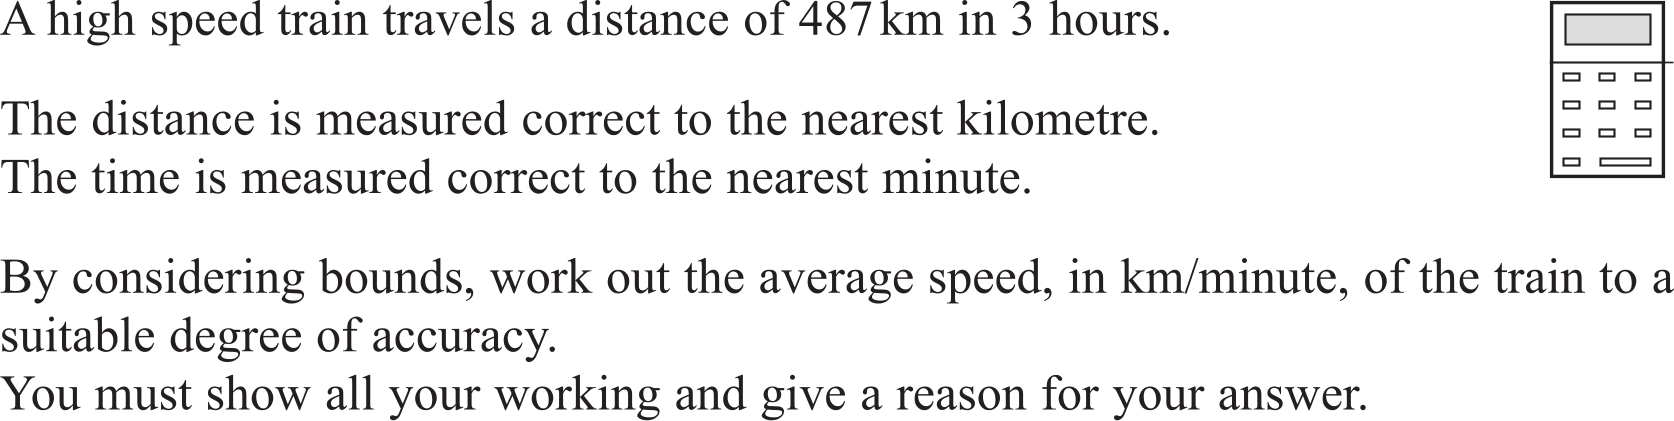 A high speed train travels a distance of 487 km in 3 hours.
The distance is measured correct to the nearest kilometre.
The time is measured correct to the nearest minute.
By considering bounds, work out the average speed, in km/minute, of the train to a
suitable degree of accuracy.
You must show all your working and give a reason for your answer.